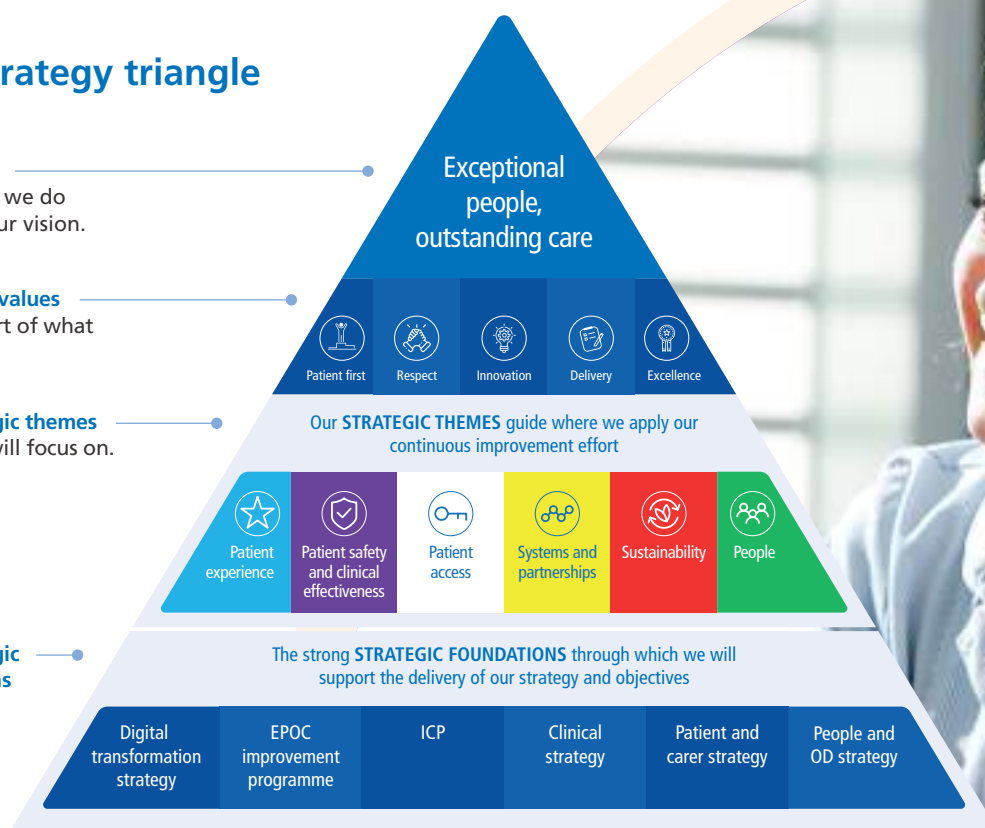 rategy triangle
we do
ur vision.
values
rt of what
gic themes
will focus on.
gic
ns
Exceptional
people,
outstanding care
Patient first
Respect
Innovation
Delivery
Excellence
Our STRATEGIC THEMES guide where we apply our
continuous improvement effort
Patient
experience
Patient safety
and clinical
effectiveness
Patient
access
Systems and
partnerships
Sustainability
People
The strong STRATEGIC FOUNDATIONS through which we will
support the delivery of our strategy and objectives
Digital
transformation
strategy
EPOC
improvement
programme
ICP
Clinical
strategy
Patient and
carer strategy
People and
OD strategy